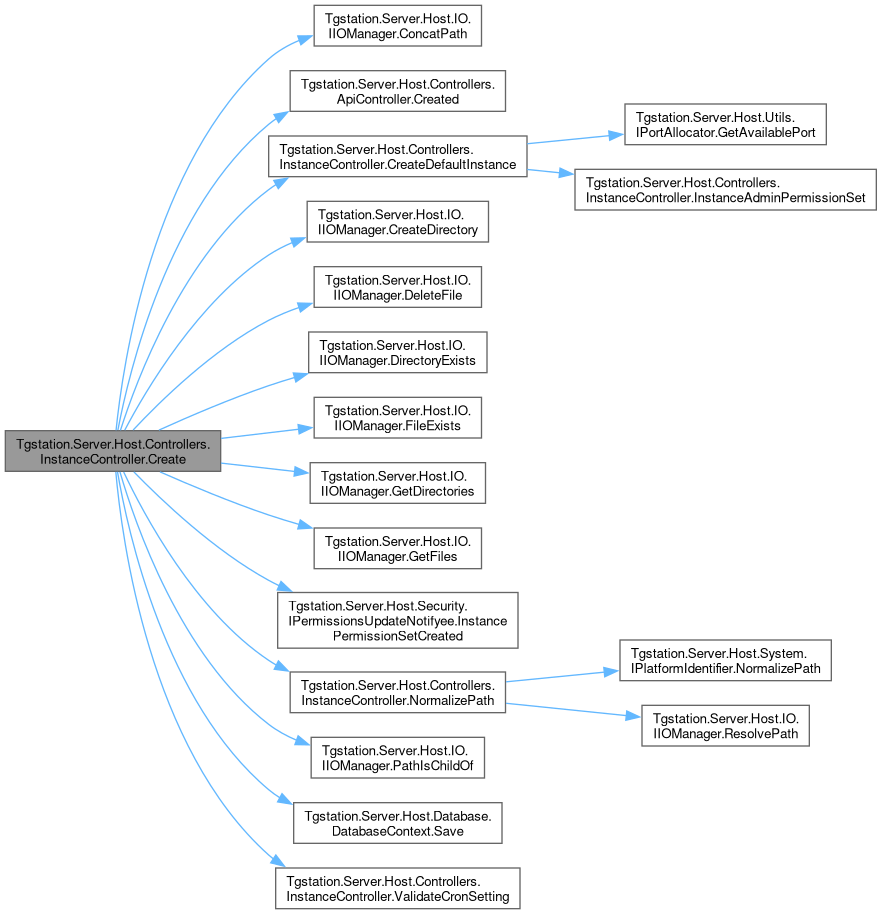 Tgstation.Server.Host.IO.
IIOManager.ConcatPath
Tgstation.Server.Host.Controllers.
ApiController.Created
Tgstation.Server.Host.Utils.
IPortAllocator.GetAvailablePort
Tgstation.Server.Host.Controllers.
InstanceController.CreateDefaultInstance
Tgstation.Server.Host.Controllers.
InstanceController.InstanceAdminPermissionSet
Tgstation.Server.Host.IO.
IIOManager.CreateDirectory
Tgstation.Server.Host.IO.
IIOManager.DeleteFile
Tgstation.Server.Host.IO.
IIOManager.DirectoryExists
Tgstation.Server.Host.IO.
IIOManager.FileExists
Tgstation.Server.Host.Controllers.
InstanceController.Create
Tgstation.Server.Host.IO.
IIOManager.GetDirectories
Tgstation.Server.Host.IO.
IIOManager.GetFiles
Tgstation.Server.Host.Security.
IPermissionsUpdateNotifyee.Instance
PermissionSetCreated
Tgstation.Server.Host.System.
IPlatformIdentifier.NormalizePath
Tgstation.Server.Host.Controllers.
InstanceController.NormalizePath
Tgstation.Server.Host.IO.
IIOManager.ResolvePath
Tgstation.Server.Host.IO.
IIOManager.PathIsChildOf
Tgstation.Server.Host.Database.
DatabaseContext.Save
Tgstation.Server.Host.Controllers.
InstanceController.ValidateCronSetting